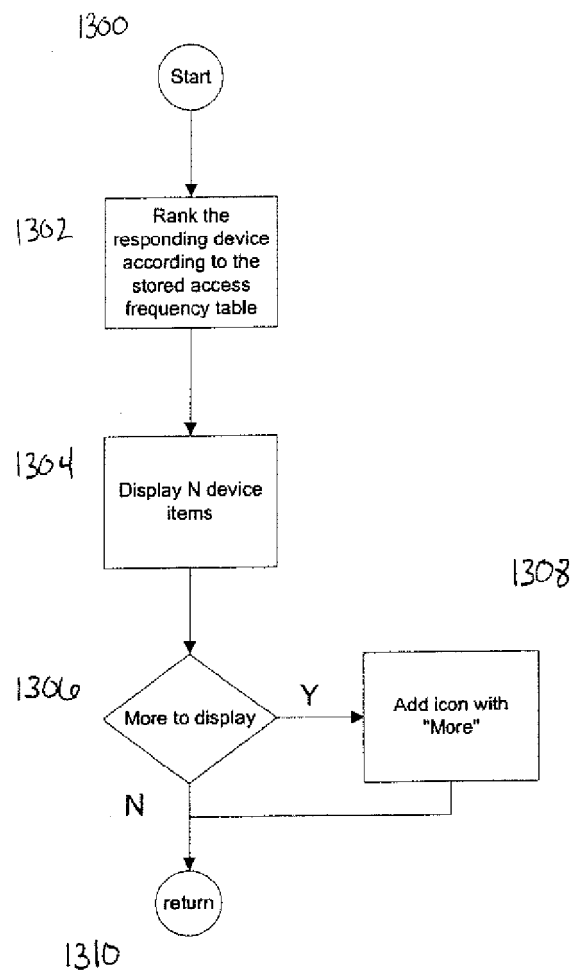 1300
Start
1302
Rank the
responding device
according to the
stored access
frequency table
1304
Display N device
items
1308
1306
More to display
Y
Add icon with
"More"
N
return
1310